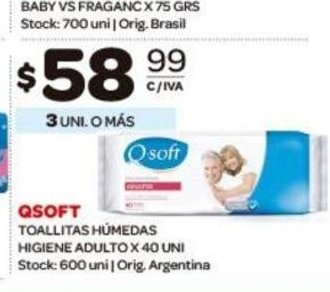 BABY VS FRAGANC X 75 GRS
Stock: 700 uni | Orig. Brasil
$58 99
C/IVA
3 UNI. O MÁS
Q·soft
ADULTOS
QSOFT
TOALLITAS HÚMEDAS
HIGIENE ADULTO X 40 UNI
Stock: 600 uni | Orig. Argentina